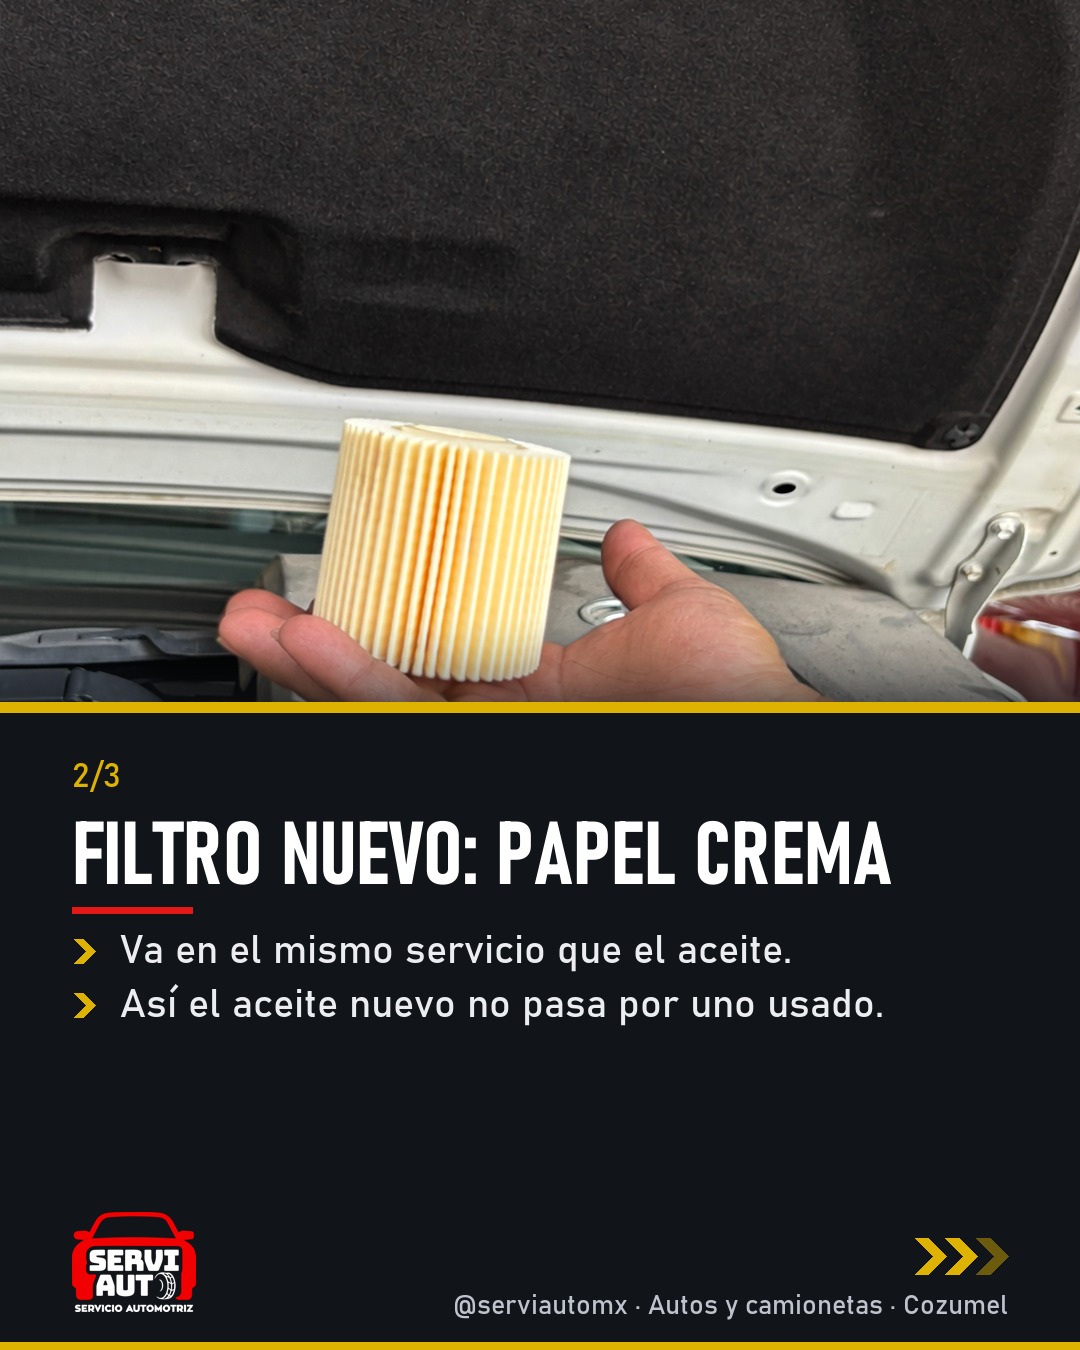 2/3
FILTRO NUEVO: PAPEL CREMA
Va en el mismo servicio que el aceite.
Así el aceite nuevo no pasa por uno usado.
SERVI
AUTO
SERVICIO AUTOMOTRIZ
@serviautomx · Autos y camionetas · Cozumel